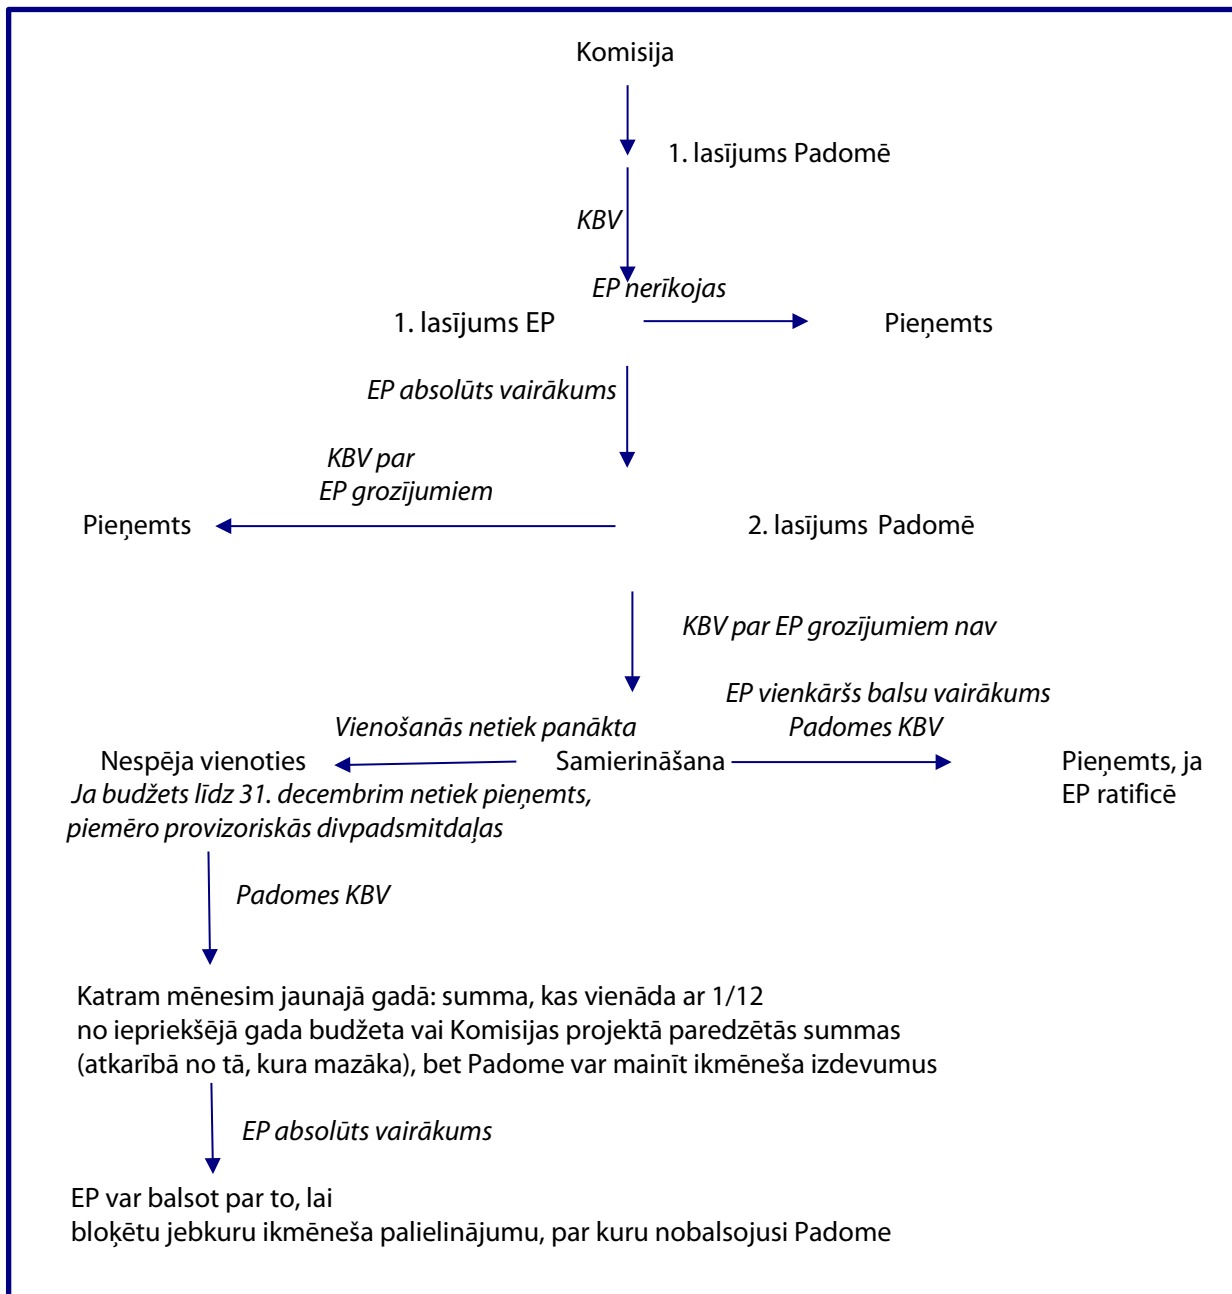 Komisija
1. lasījums Padomē
KBV
EP nerīkojas
1. lasījums EP
Pieņemts
EP absolūts vairākums
KBV par
EP grozījumiem
Pieņemts
2. lasījums Padomē
KBV par EP grozījumiem nav
EP vienkāršs balsu vairākums
Padomes KBV
Vienošanās netiek panākta
Nespēja vienoties
Samierināšana
Pieņemts, ja
EP ratificē
Ja budžets līdz 31. decembrim netiek pieņemts,
piemēro provizoriskās divpadsmitdaļas
Padomes KBV
Katram mēnesim jaunajā gadā: summa, kas vienāda ar 1/12
no iepriekšējā gada budžeta vai Komisijas projektā paredzētās summas
(atkarībā no tā, kura mazāka), bet Padome var mainīt ikmēneša izdevumus
EP absolūts vairākums
EP var balsot par to, lai
bloķētu jebkuru ikmēneša palielinājumu, par kuru nobalsojusi Padome